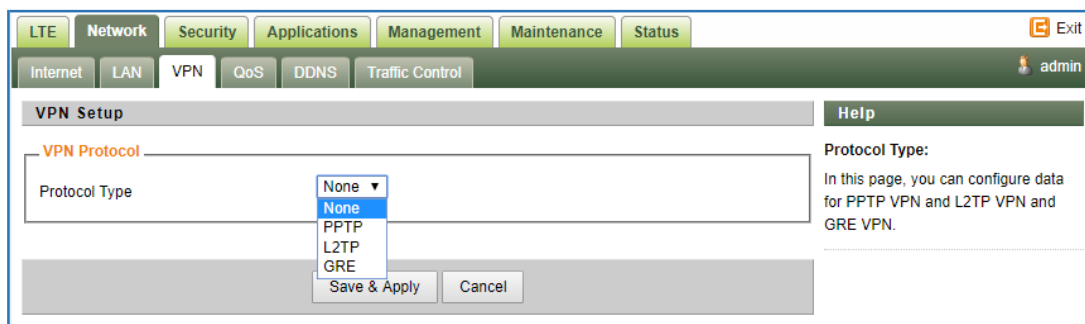 LTE Network Security Applications Management Maintenance Status Exit
Internet LAN VPN QoS DDNS Traffic Control admin
VPN Setup
VPN Protocol
Protocol Type None ▼
None
PPTP
L2TP
GRE
Save & Apply Cancel
Help
Protocol Type:
In this page, you can configure data
for PPTP VPN and L2TP VPN and
GRE VPN.